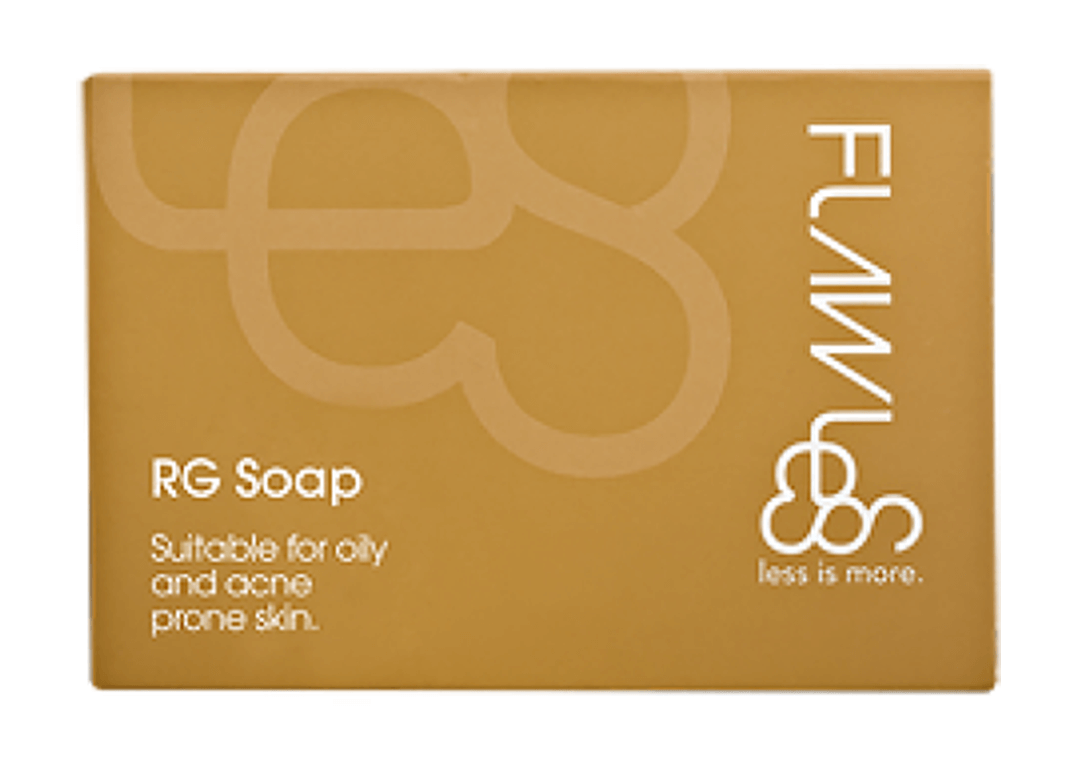 FLAWLess
less is more.
RG Soap
Suitable for oily
and acne
prone skin.